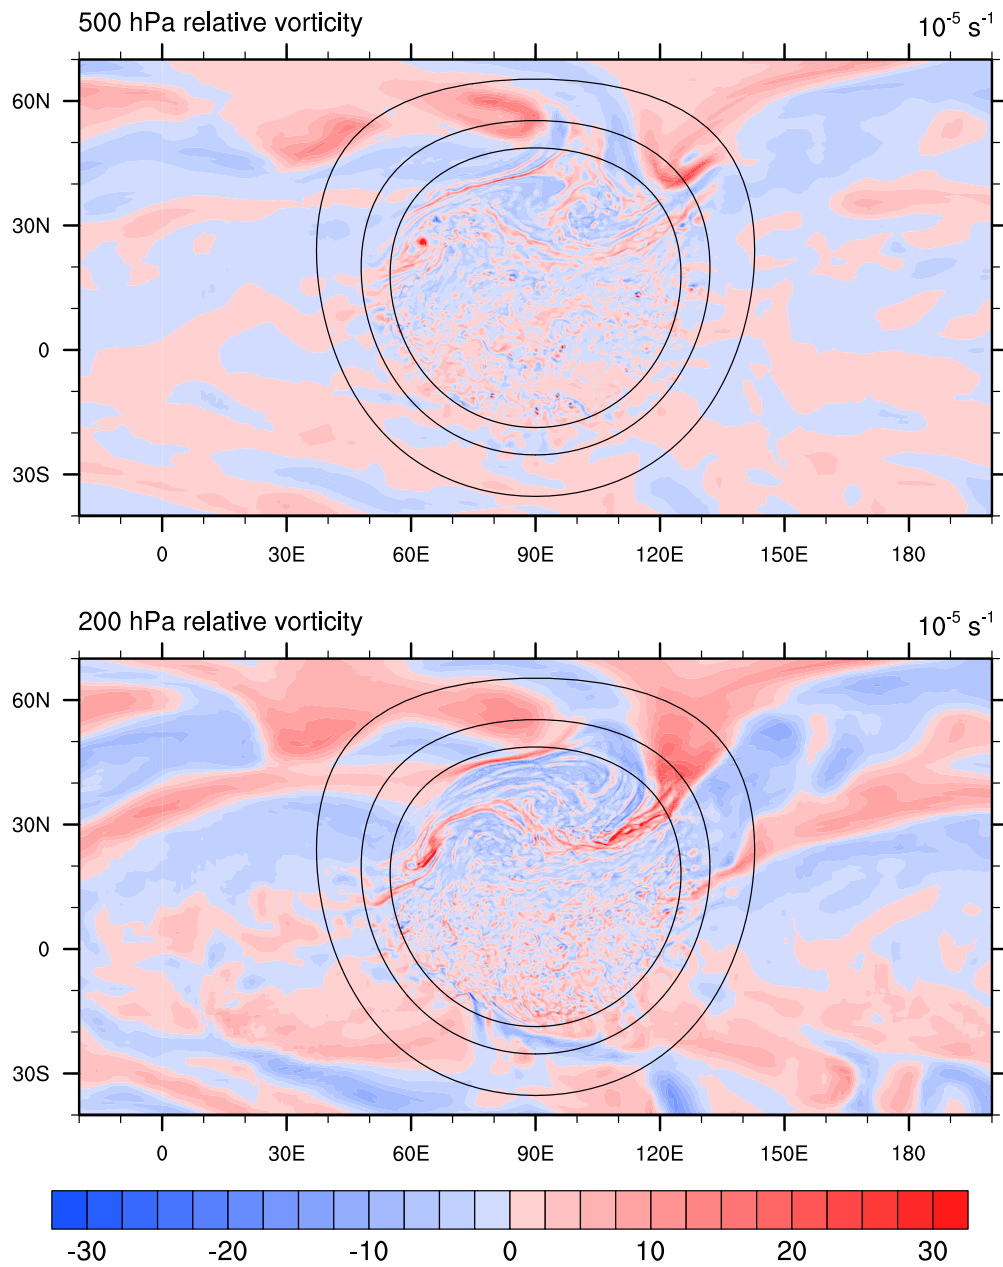 500 hPa relative vorticity 10⁻⁵ s⁻¹
60N
30N
0
30S
0 30E 60E 90E 120E 150E 180
200 hPa relative vorticity 10⁻⁵ s⁻¹
60N
30N
0
30S
0 30E 60E 90E 120E 150E 180
-30 -20 -10 0 10 20 30